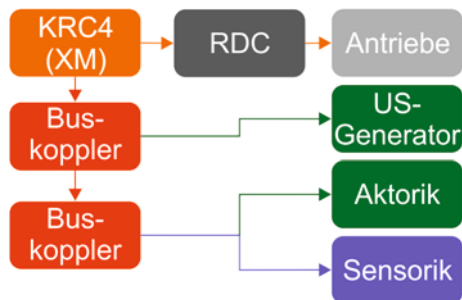 KRC4
(XM)
RDC
Antriebe
Bus-
koppler
US-
Generator
Bus-
koppler
Aktorik
Sensorik